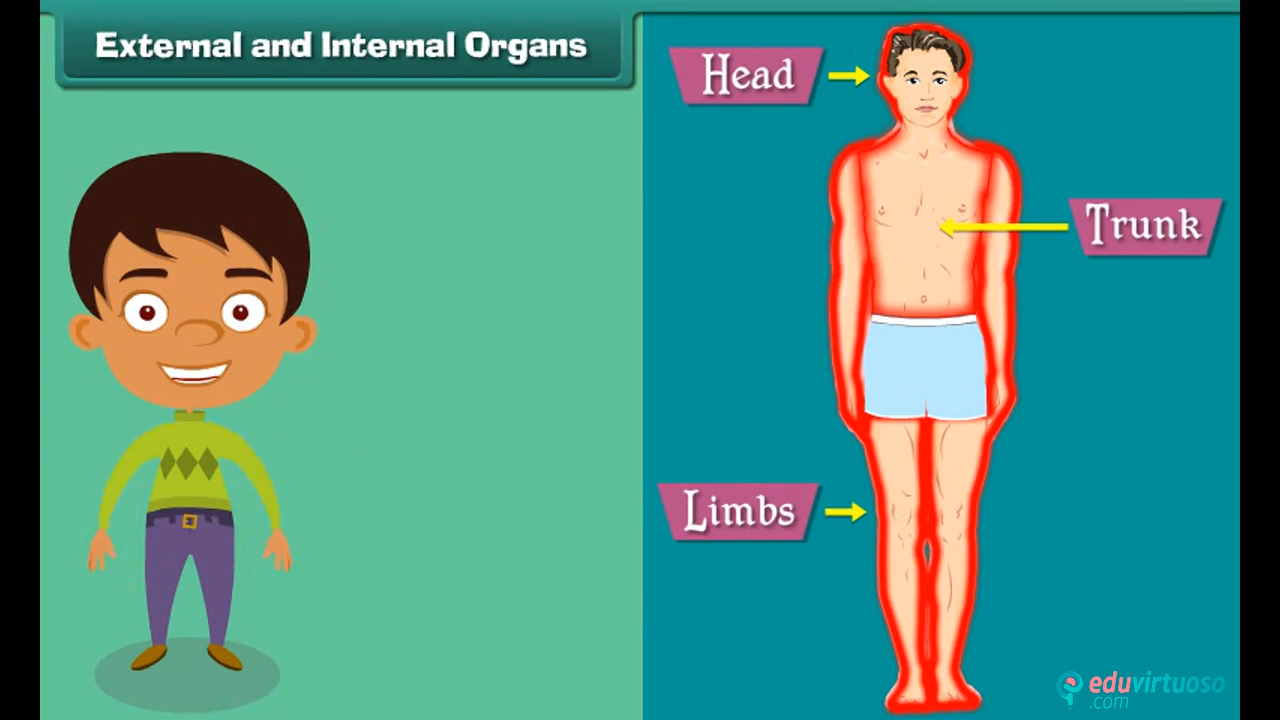 External and Internal Organs
Head
Trunk
Limbs
eduvirtuoso
.com